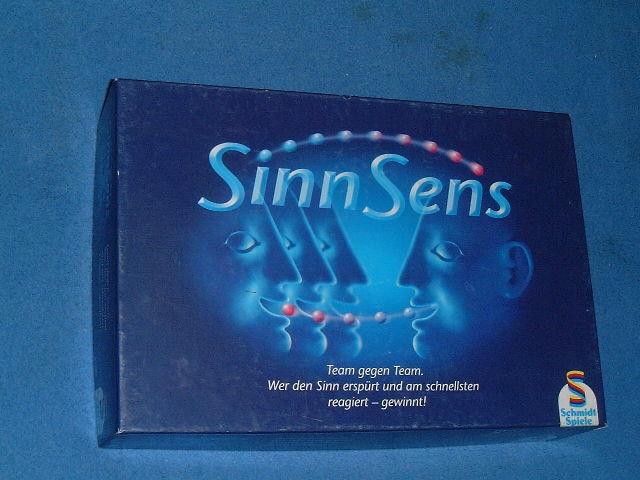 SinnSens
Team gegen Team.
Wer den Sinn erspürt und am schnellsten
reagiert – gewinnt!
S
Schmidt
Spiele